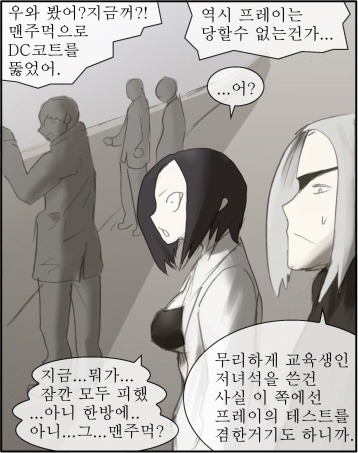 우와 봤어?지금꺼?!
맨주먹으로
DC코트를
뚫었어.
역시 프레이는
당할수 없는건가...
...어?
지금...뭐가...
잠깐 모두 피했
...아니 한방에..
아니...그...맨주먹?
무리하게 교육생인
저녀석을 쓴건
사실 이 쪽에선
프레이의 테스트를
겸한거기도 하니까.